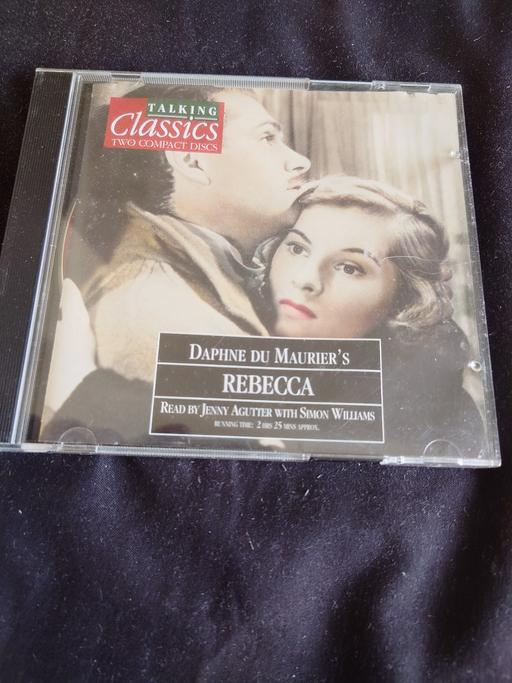 TALKING
Classics
TWO COMPACT DISCS
DAPHNE DU MAURIER'S
REBECCA
READ BY JENNY AGUTTER WITH SIMON WILLIAMS
RUNNING TIME: 2 HRS 25 MINS APPROX.